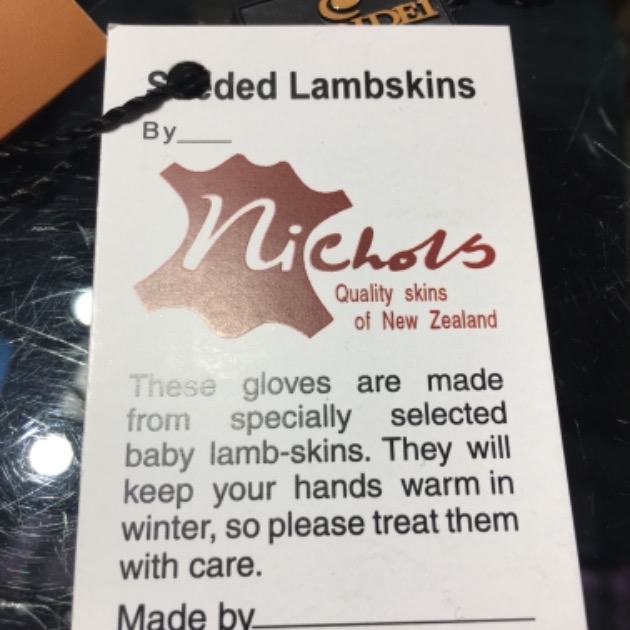 Lambskins
By____
Nichols
Quality skins
of New Zealand
These gloves are made
from specially selected
baby lamb-skins. They will
keep your hands warm in
winter, so please treat them
with care.
Made by____